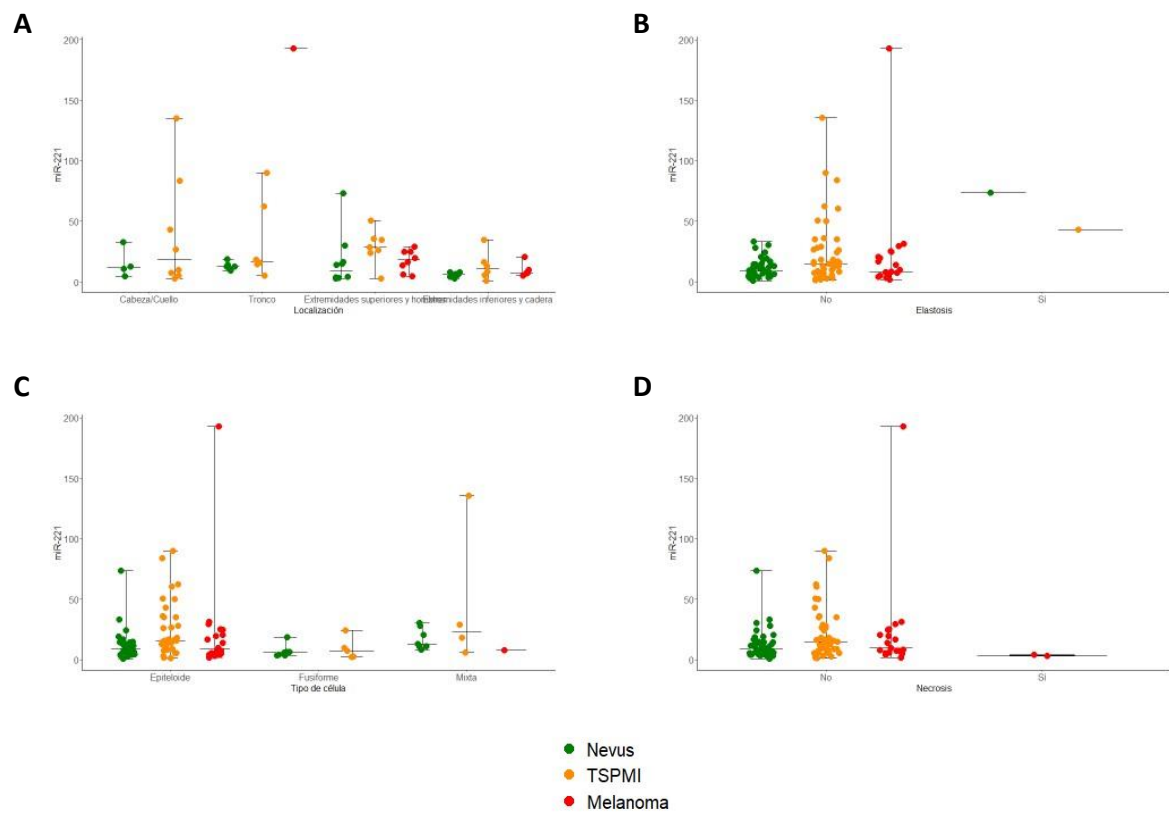 A
200
150
100
50
0
miR-221
Cabeza/Cuello
Tronco
Extremidades superiores y hombros
Extremidades inferiores y cadera
Localización
B
200
150
100
50
0
miR-221
No
Si
Elastosis
C
200
150
100
50
0
miR-221
Epiteloide
Fusiforme
Mixta
Tipo de célula
D
200
150
100
50
0
miR-221
No
Si
Necrosis
Nevus
TSPMI
Melanoma